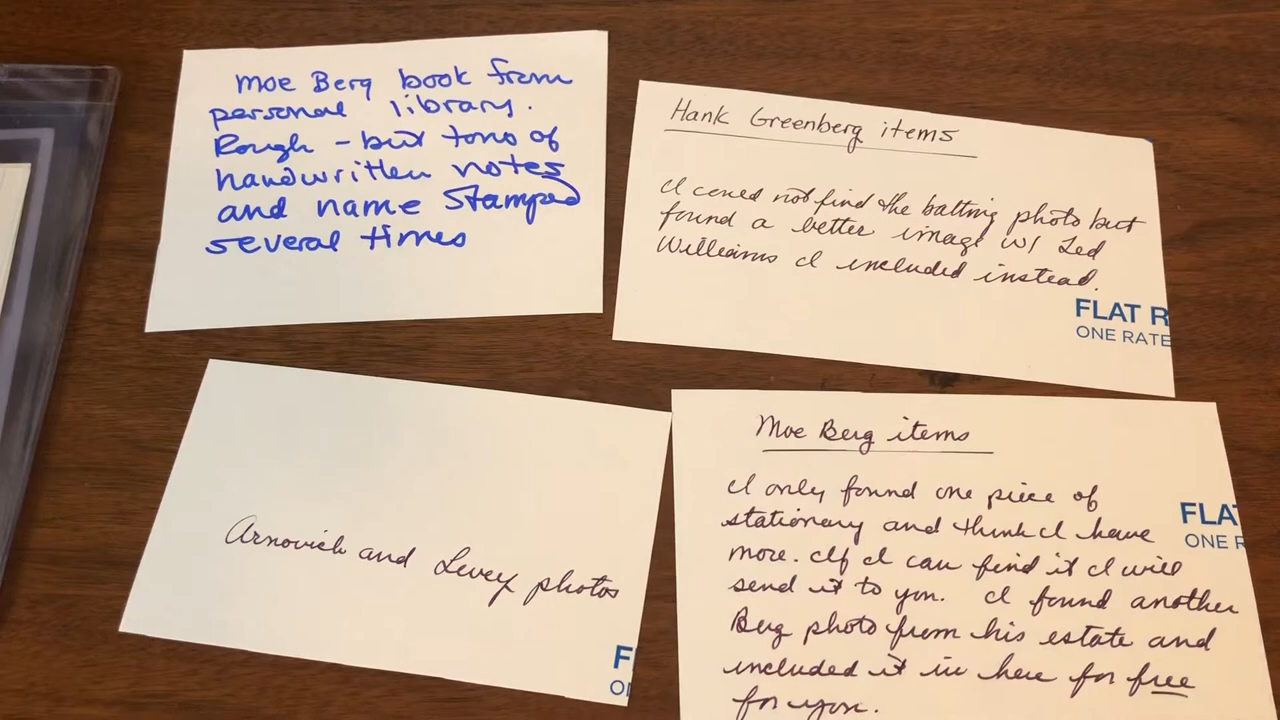 Moe Berg book from
personal library.
Rough - but tons of
handwritten notes
and name stamped
several times
Hank Greenberg items
I could not find the batting photo but
found a better image w/ Ted
Williams I included instead.
FLAT R
ONE RATE
Arnovich and Levey photos
F
Moe Berg items
I only found one piece of
stationary and think I have
more. If I can find it I will
send it to you. I found another
Berg photo from his estate and
included it in here for free
for you.
FLA
ONE R